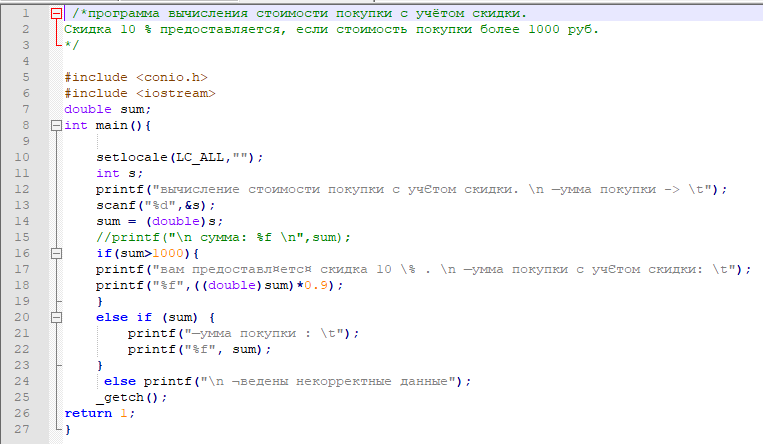 1 /*программа вычисления стоимости покупки с учётом скидки.
2 Скидка 10 % предоставляется, если стоимость покупки более 1000 руб.
3 */
4
5 #include <conio.h>
6 #include <iostream>
7 double sum;
8 int main(){
9
10 setlocale(LC_ALL,"");
11 int s;
12 printf("вычисление стоимости покупки с учЄтом скидки. \n —умма покупки -> \t");
13 scanf("%d",&s);
14 sum = (double)s;
15 //printf("\n сумма: %f \n",sum);
16 if(sum>1000){
17 printf("вам предоставл¤етс¤ скидка 10 \% . \n —умма покупки с учЄтом скидки: \t");
18 printf("%f",((double)sum)*0.9);
19 }
20 else if (sum) {
21 printf("—умма покупки : \t");
22 printf("%f", sum);
23 }
24 else printf("\n ¬ведены некорректные данные");
25 _getch();
26 return 1;
27 }